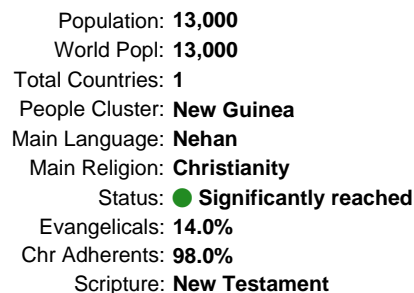 Population: 13,000
World Popl: 13,000
Total Countries: 1
People Cluster: New Guinea
Main Language: Nehan
Main Religion: Christianity
Status: Significantly reached
Evangelicals: 14.0%
Chr Adherents: 98.0%
Scripture: New Testament